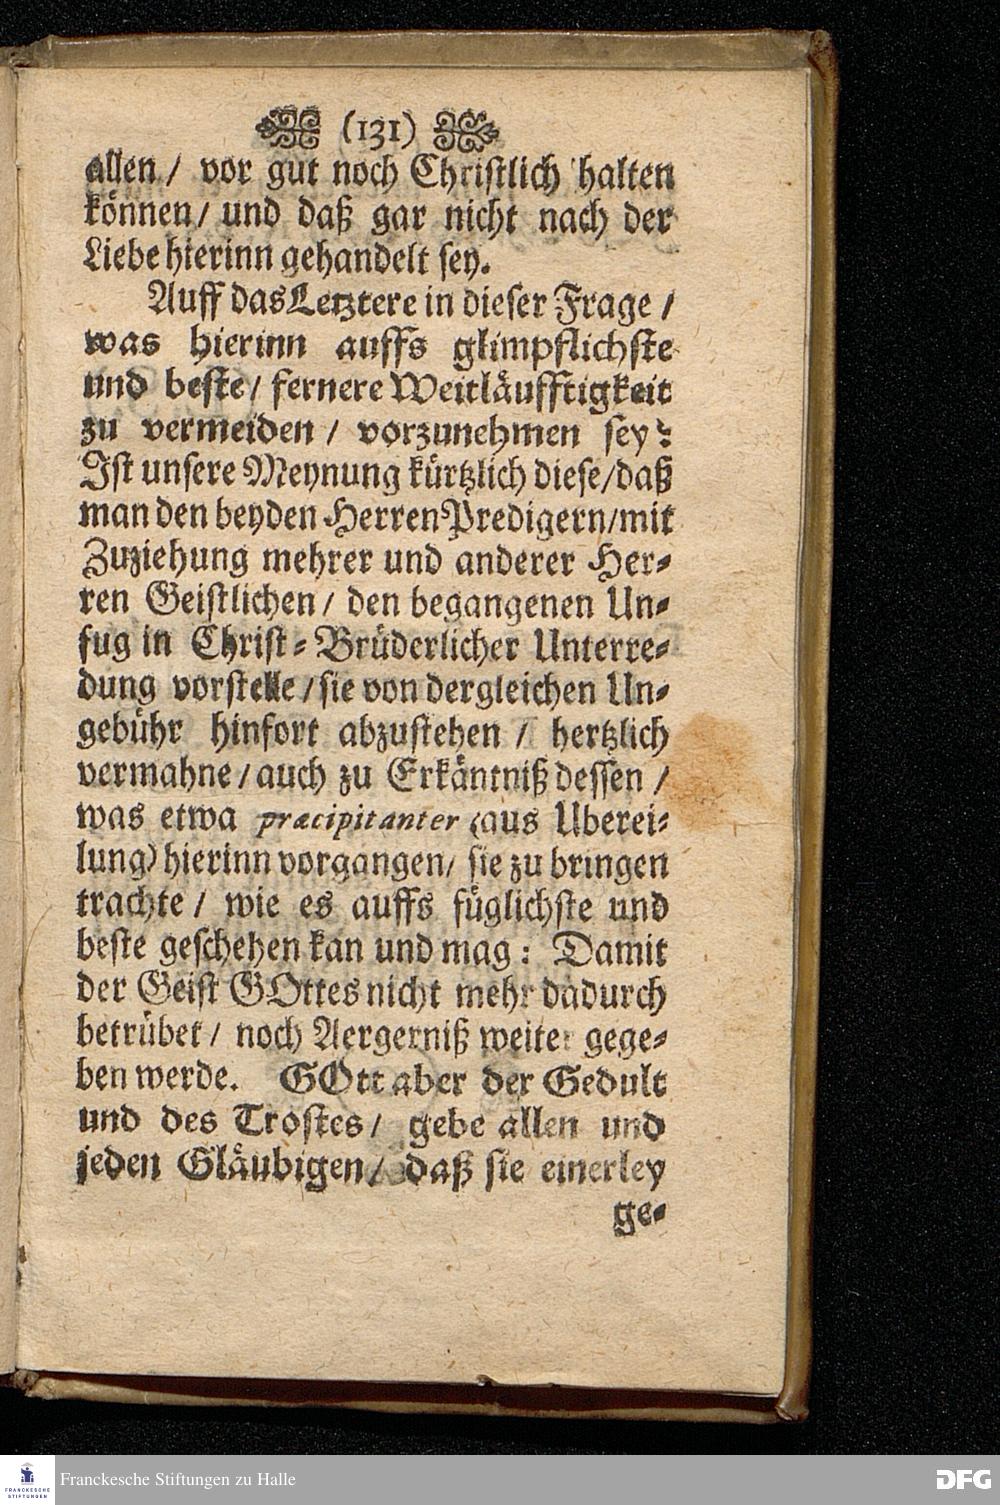 (131)
allen / vor gut noch Christlich halten
können / und daß gar nicht nach der
Liebe hierinn gehandelt sey.
Auff das Letztere in dieser Frage /
was hierinn auffs glimpflichste
und beste / fernere Weitläufftigkeit
zu vermeiden / vorzunehmen sey?
Ist unsere Meynung kürtzlich diese / daß
man den beyden Herren Predigern / mit
Zuziehung mehrer und anderer Her-
ren Geistlichen / den begangenen Un-
fug in Christ-Brüderlicher Unterre-
dung vorstelle / sie von dergleichen Un-
gebühr hinfort abzustehen / hertzlich
vermahne / auch zu Erkäntniß dessen /
was etwa præcipitanter (aus Uberei-
lung) hierinn vorgangen / sie zu bringen
trachte / wie es auffs füglichste und
beste geschehen kan und mag: Damit
der Geist GOttes nicht mehr dadurch
betrübet / noch Aergerniß weiter gege-
ben werde. GOtt aber der Gedult
und des Trostes / gebe allen und
jeden Gläubigen / daß sie einerley
ge-
FRANCKESCHE
STIFTUNGEN
Franckesche Stiftungen zu Halle
DFG